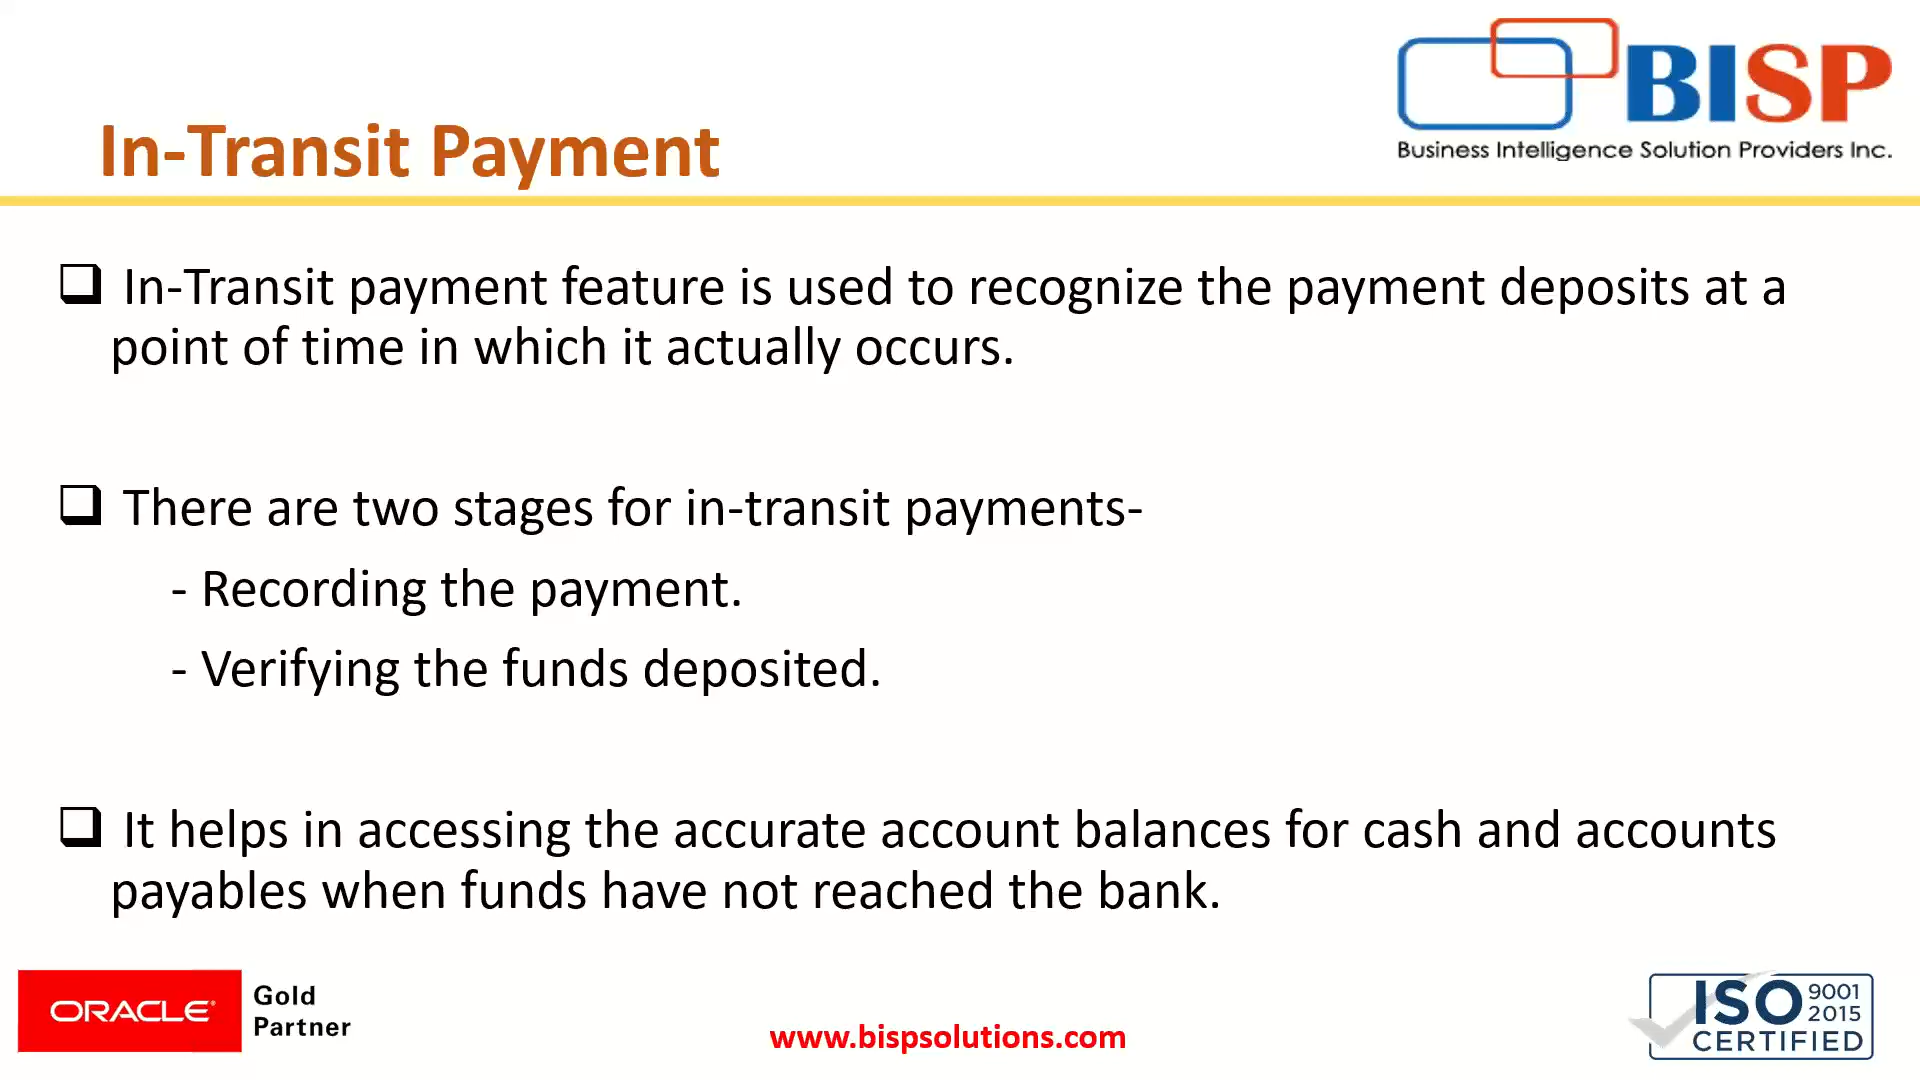 BISP
Business Intelligence Solution Providers Inc.
In-Transit Payment
In-Transit payment feature is used to recognize the payment deposits at a
point of time in which it actually occurs.
There are two stages for in-transit payments-
- Recording the payment.
- Verifying the funds deposited.
It helps in accessing the accurate account balances for cash and accounts
payables when funds have not reached the bank.
ORACLE®
Gold
Partner
www.bispsolutions.com
ISO 9001
2015
CERTIFIED